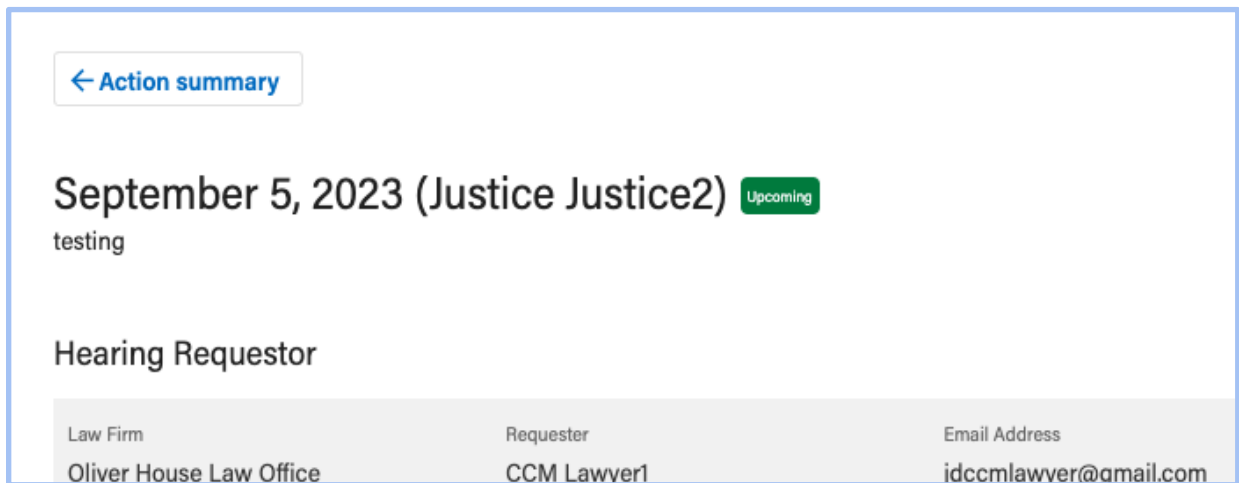 ← Action summary
September 5, 2023 (Justice Justice2) Upcoming
testing
Hearing Requestor
Law Firm Requester Email Address
Oliver House Law Office CCM Lawyer1 jdccmlawyer@gmail.com